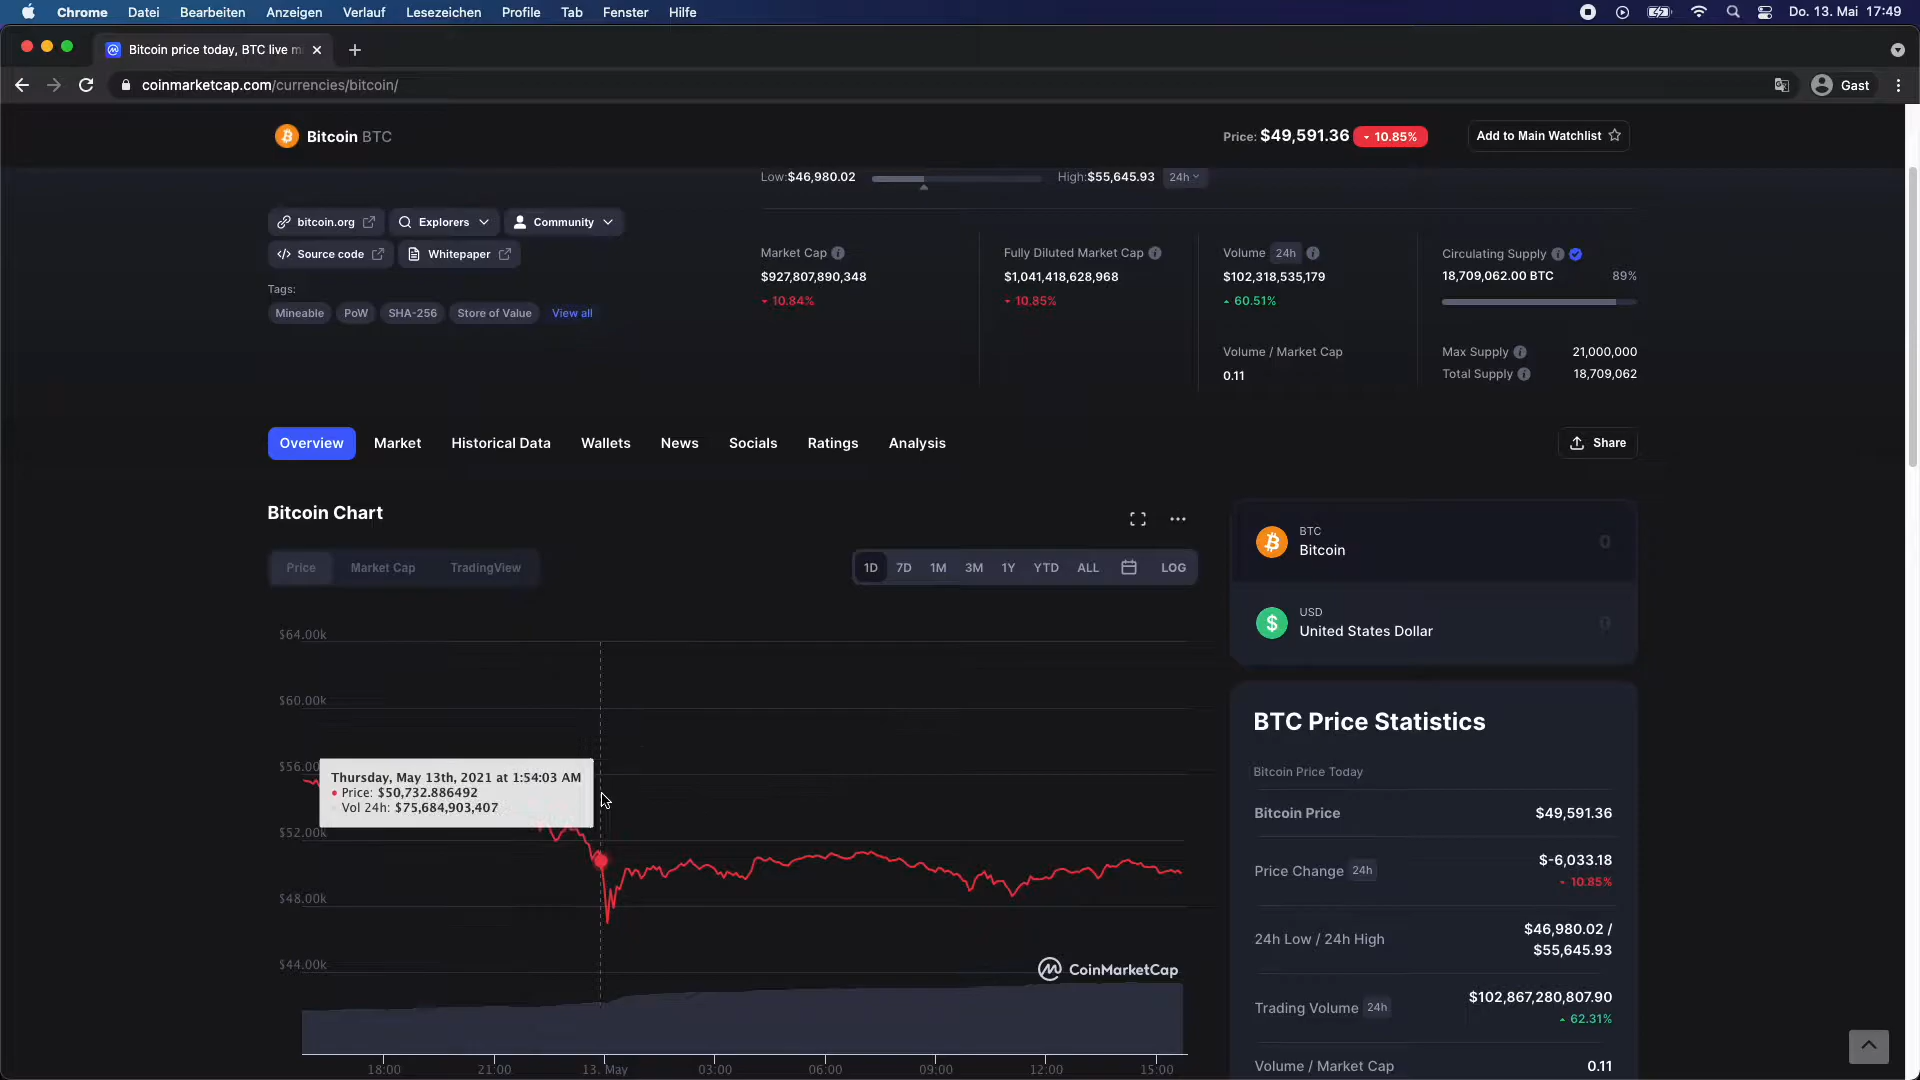 Chrome Datei Bearbeiten Anzeigen Verlauf Lesezeichen Profile Tab Fenster Hilfe Do. 13. Mai 17:49
Bitcoin price today, BTC live m
coinmarketcap.com/currencies/bitcoin/ Gast
Bitcoin BTC Price: $49,591.36 10.85% Add to Main Watchlist
Low:$46,980.02 High:$55,645.93 24h
bitcoin.org Explorers Community
Source code Whitepaper
Tags:
Mineable PoW SHA-256 Store of Value View all
Market Cap
$927,807,890,348
10.84%
Fully Diluted Market Cap
$1,041,418,628,968
10.85%
Volume 24h
$102,318,535,179
60.51%
Volume / Market Cap
0.11
Circulating Supply
18,709,062.00 BTC 89%
Max Supply 21,000,000
Total Supply 18,709,062
Overview Market Historical Data Wallets News Socials Ratings Analysis Share
Bitcoin Chart
Price Market Cap TradingView 1D 7D 1M 3M 1Y YTD ALL LOG
$64.00k
$60.00k
$56.00
$52.00k
$48.00k
$44.00k
Thursday, May 13th, 2021 at 1:54:03 AM
Price: $50,732.886492
Vol 24h: $75,684,903,407
CoinMarketCap
18:00 21:00 13. May 03:00 06:00 09:00 12:00 15:00
BTC
Bitcoin 0
USD
United States Dollar 0
BTC Price Statistics
Bitcoin Price Today
Bitcoin Price $49,591.36
Price Change 24h $-6,033.18
10.85%
24h Low / 24h High $46,980.02 /
$55,645.93
Trading Volume 24h $102,867,280,807.90
62.31%
Volume / Market Cap 0.11